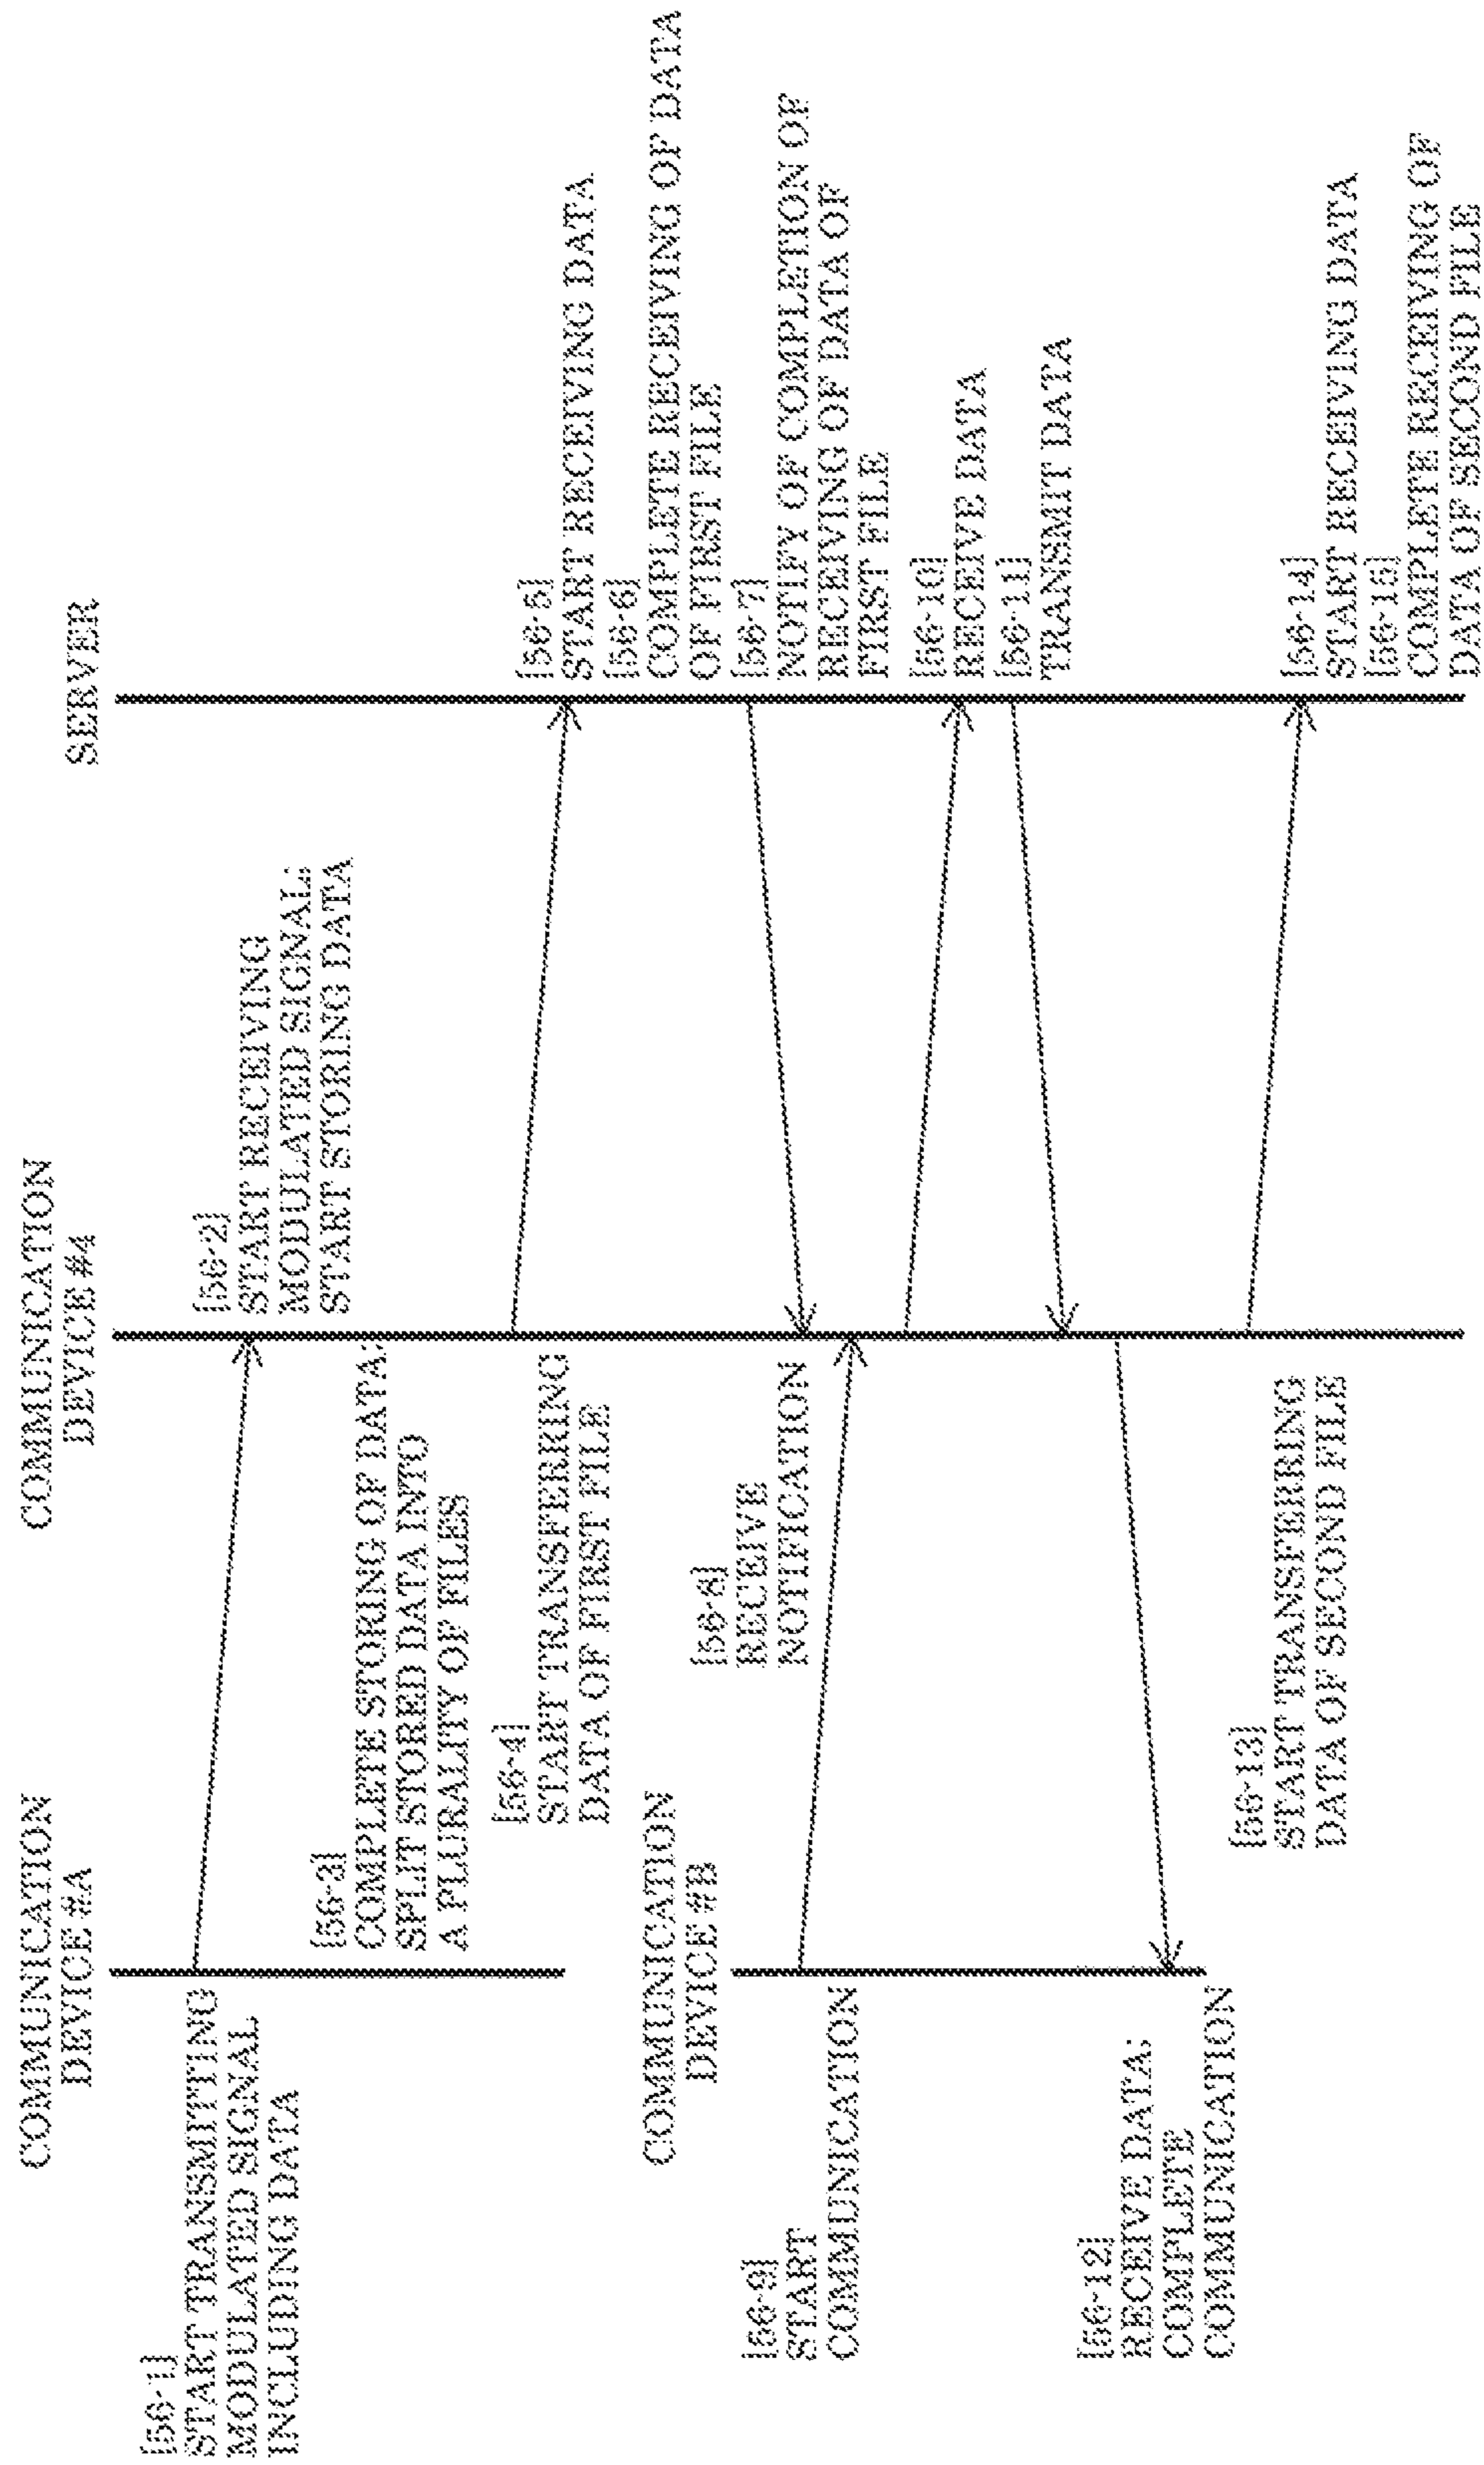 COMMUNICATION
DEVICE #A
COMMUNICATION
DEVICE #4
SERVER
[56-1]
START TRANSMITTING
MODULATED SIGNAL
INCLUDING DATA
[56-2]
START RECEIVING
MODULATED SIGNAL;
START STORING DATA
[56-3]
COMPLETE STORING OF DATA;
SPLIT STORED DATA INTO
A PLURALITY OF FILES
[56-4]
START TRANSFERRING
DATA OF FIRST FILE
[56-5]
START RECEIVING DATA
[56-6]
COMPLETE RECEIVING OF DATA
OF FIRST FILE
[56-7]
NOTIFY OF COMPLETION OF
RECEIVING OF DATA OF
FIRST FILE
COMMUNICATION
DEVICE #B
[56-8]
RECEIVE
NOTIFICATION
[56-9]
START
COMMUNICATION
[56-10]
RECEIVE DATA
[56-11]
TRANSMIT DATA
[56-12]
RECEIVE DATA;
COMPLETE
COMMUNICATION
[56-13]
START TRANSFERRING
DATA OF SECOND FILE
[56-14]
START RECEIVING DATA
[56-15]
COMPLETE RECEIVING OF
DATA OF SECOND FILE